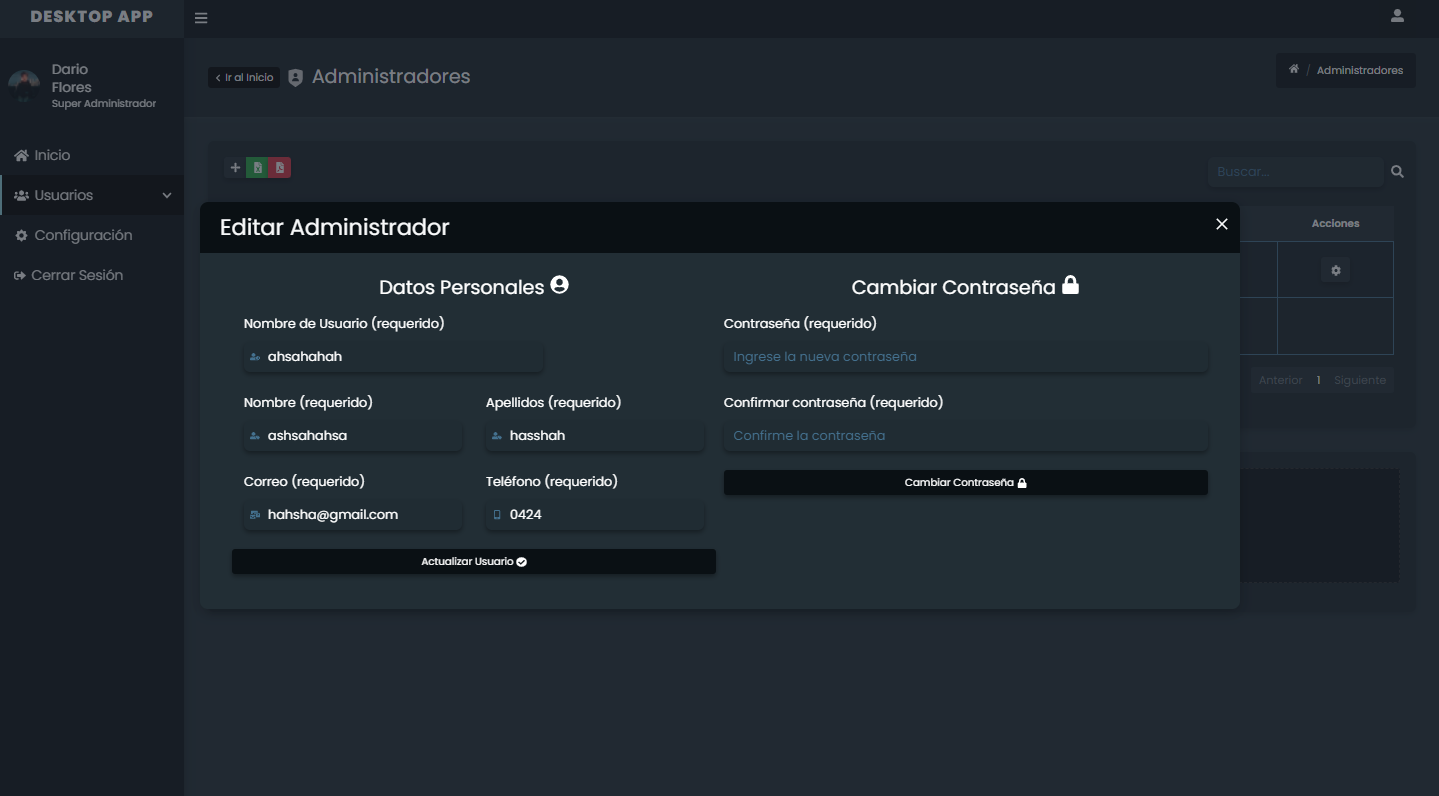 DESKTOP APP
Dario
Flores
Super Administrador
Inicio
Usuarios
Configuración
Cerrar Sesión
Ir al Inicio
Administradores
/ Administradores
Buscar...
Acciones
Anterior 1 Siguiente
Editar Administrador
Datos Personales
Nombre de Usuario (requerido)
ahsahahah
Nombre (requerido) Apellidos (requerido)
ashsahahsa hasshah
Correo (requerido) Teléfono (requerido)
hahsha@gmail.com 0424
Actualizar Usuario
Cambiar Contraseña
Contraseña (requerido)
Ingrese la nueva contraseña
Confirmar contraseña (requerido)
Confirme la contraseña
Cambiar Contraseña